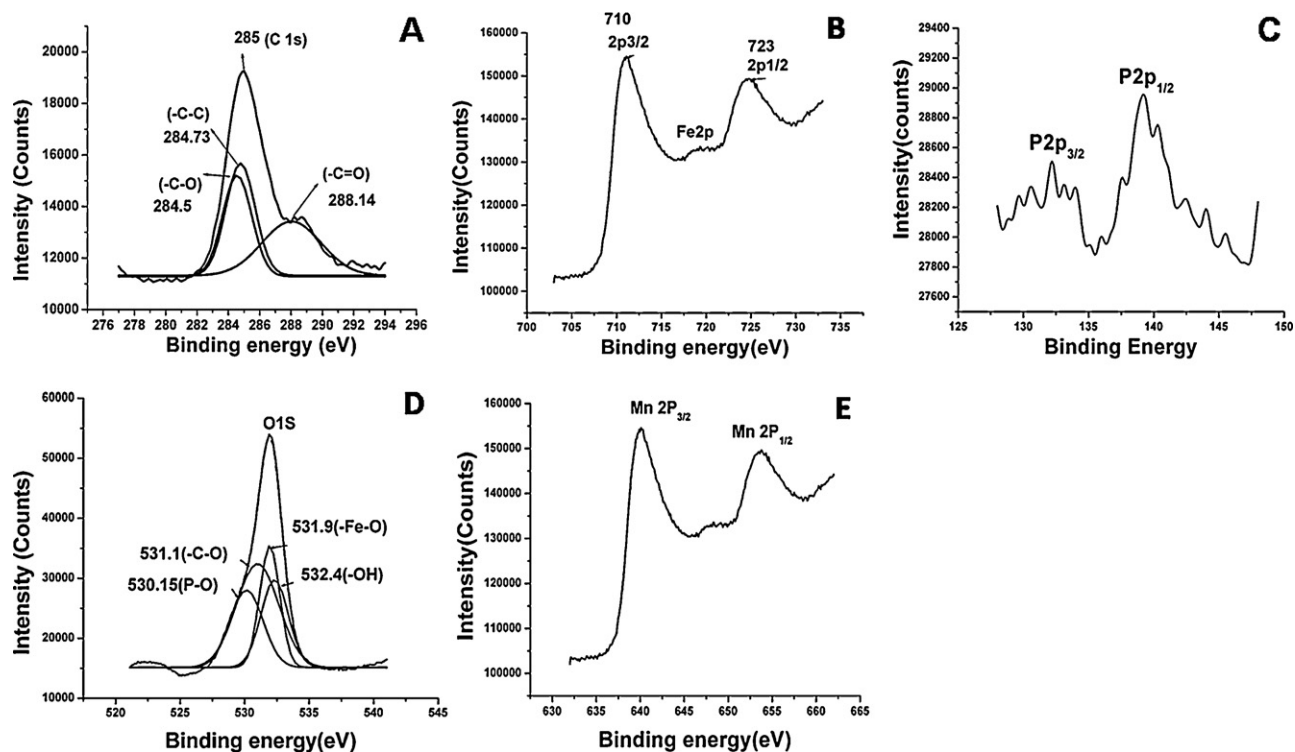 A
285 (C 1s)
(-C-C)
284.73
(-C-O)
284.5
(-C=O)
288.14
20000
18000
16000
14000
12000
10000
Intensity (Counts)
276 278 280 282 284 285 286 288 290 292 294 296
Binding energy (eV)
B
710
2p3/2
723
2p1/2
Fe2p
160000
150000
140000
130000
120000
110000
100000
Intensity(Counts)
700 705 710 715 720 725 730 735
Binding energy(eV)
C
P2p1/2
P2p3/2
29400
29200
29000
28800
28600
28400
28200
28000
27800
27600
Intensity(counts)
125 130 135 140 145 150
Binding Energy
D
O1S
531.9(-Fe-O)
531.1(-C-O)
530.15(P-O)
532.4(-OH)
60000
50000
40000
30000
20000
10000
Intensity (Counts)
520 525 530 535 540 545
Binding energy(eV)
E
Mn 2P3/2
Mn 2P1/2
160000
150000
140000
130000
120000
110000
100000
Intensity(Counts)
630 635 640 645 650 655 660 665
Binding energy(eV)